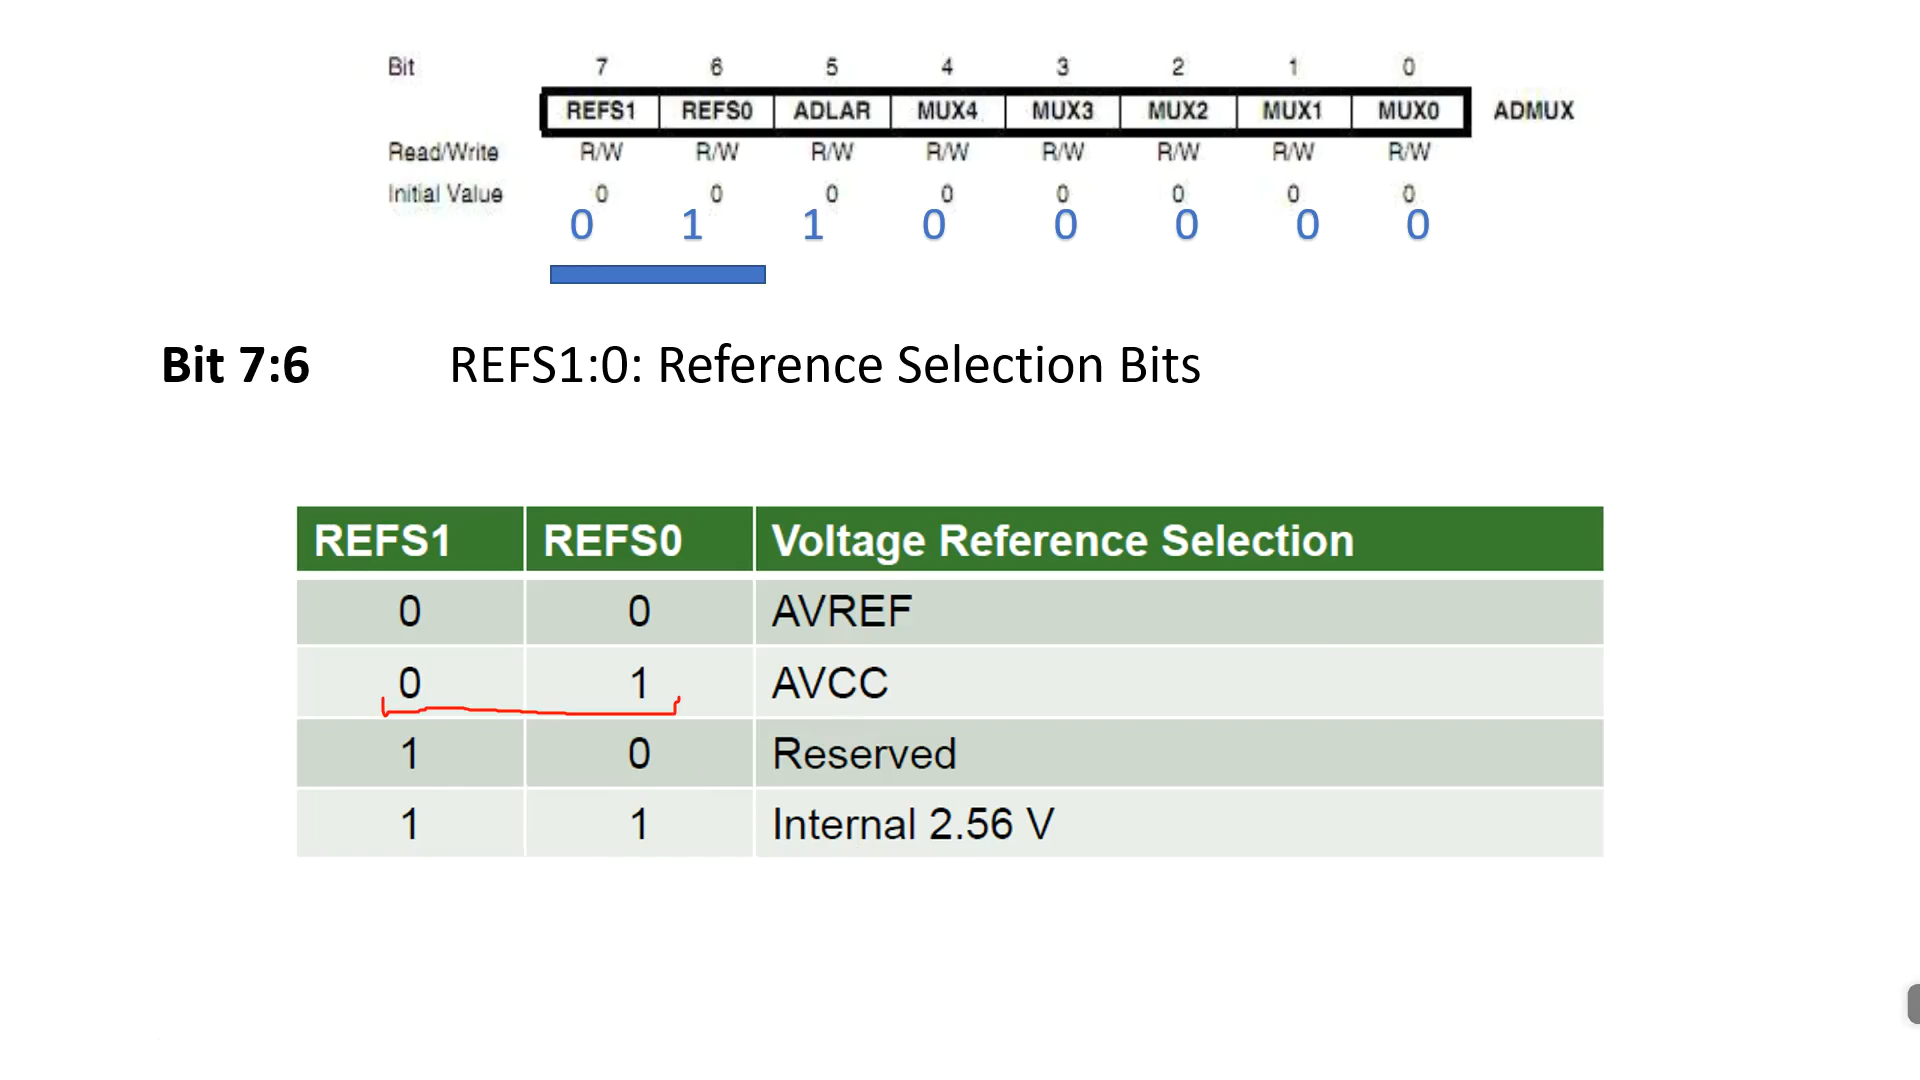 Bit 7 6 5 4 3 2 1 0
REFS1 REFS0 ADLAR MUX4 MUX3 MUX2 MUX1 MUX0 ADMUX
Read/Write R/W R/W R/W R/W R/W R/W R/W R/W
Initial Value 0 0 0 0 0 0 0 0
0 1 1 0 0 0 0 0
Bit 7:6 REFS1:0: Reference Selection Bits
REFS1 REFS0 Voltage Reference Selection
0 0 AVREF
0 1 AVCC
1 0 Reserved
1 1 Internal 2.56 V